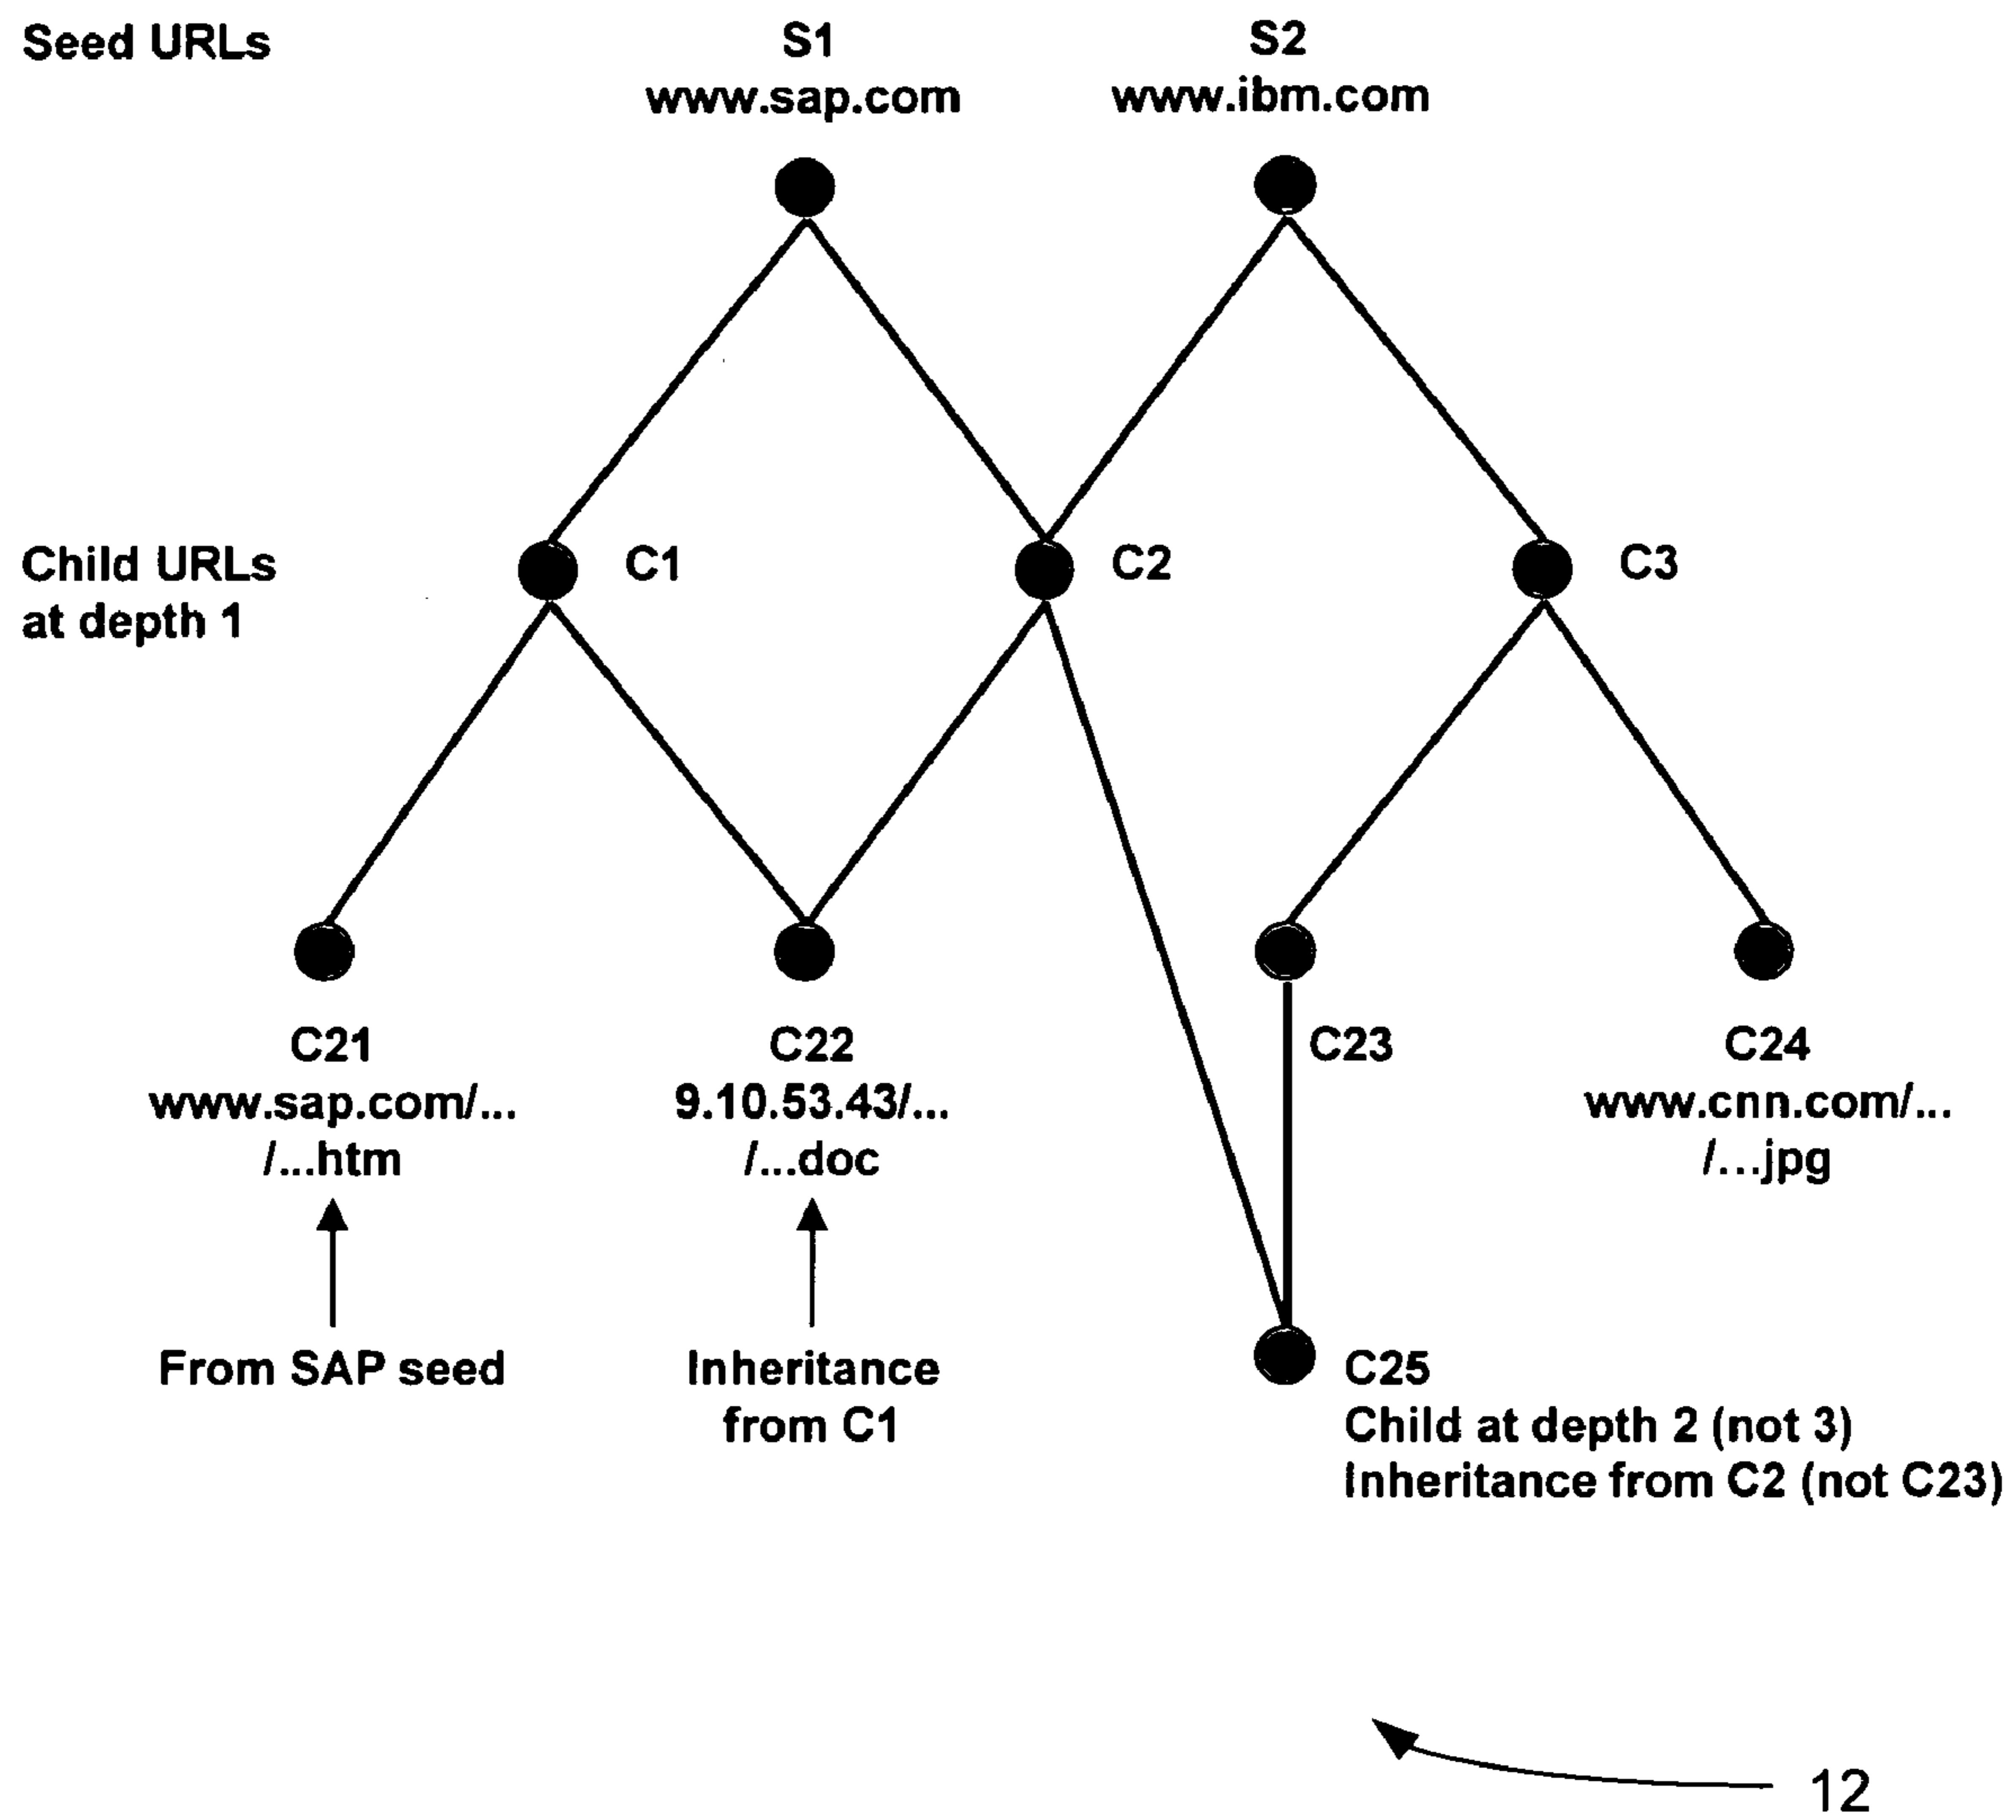 Seed URLs
S1
www.sap.com
S2
www.ibm.com
Child URLs
at depth 1
C1
C2
C3
C21
www.sap.com/...
/...htm
C22
9.10.53.43/...
/...doc
C23
C24
www.cnn.com/...
/...jpg
From SAP seed
Inheritance
from C1
C25
Child at depth 2 (not 3)
Inheritance from C2 (not C23)
12